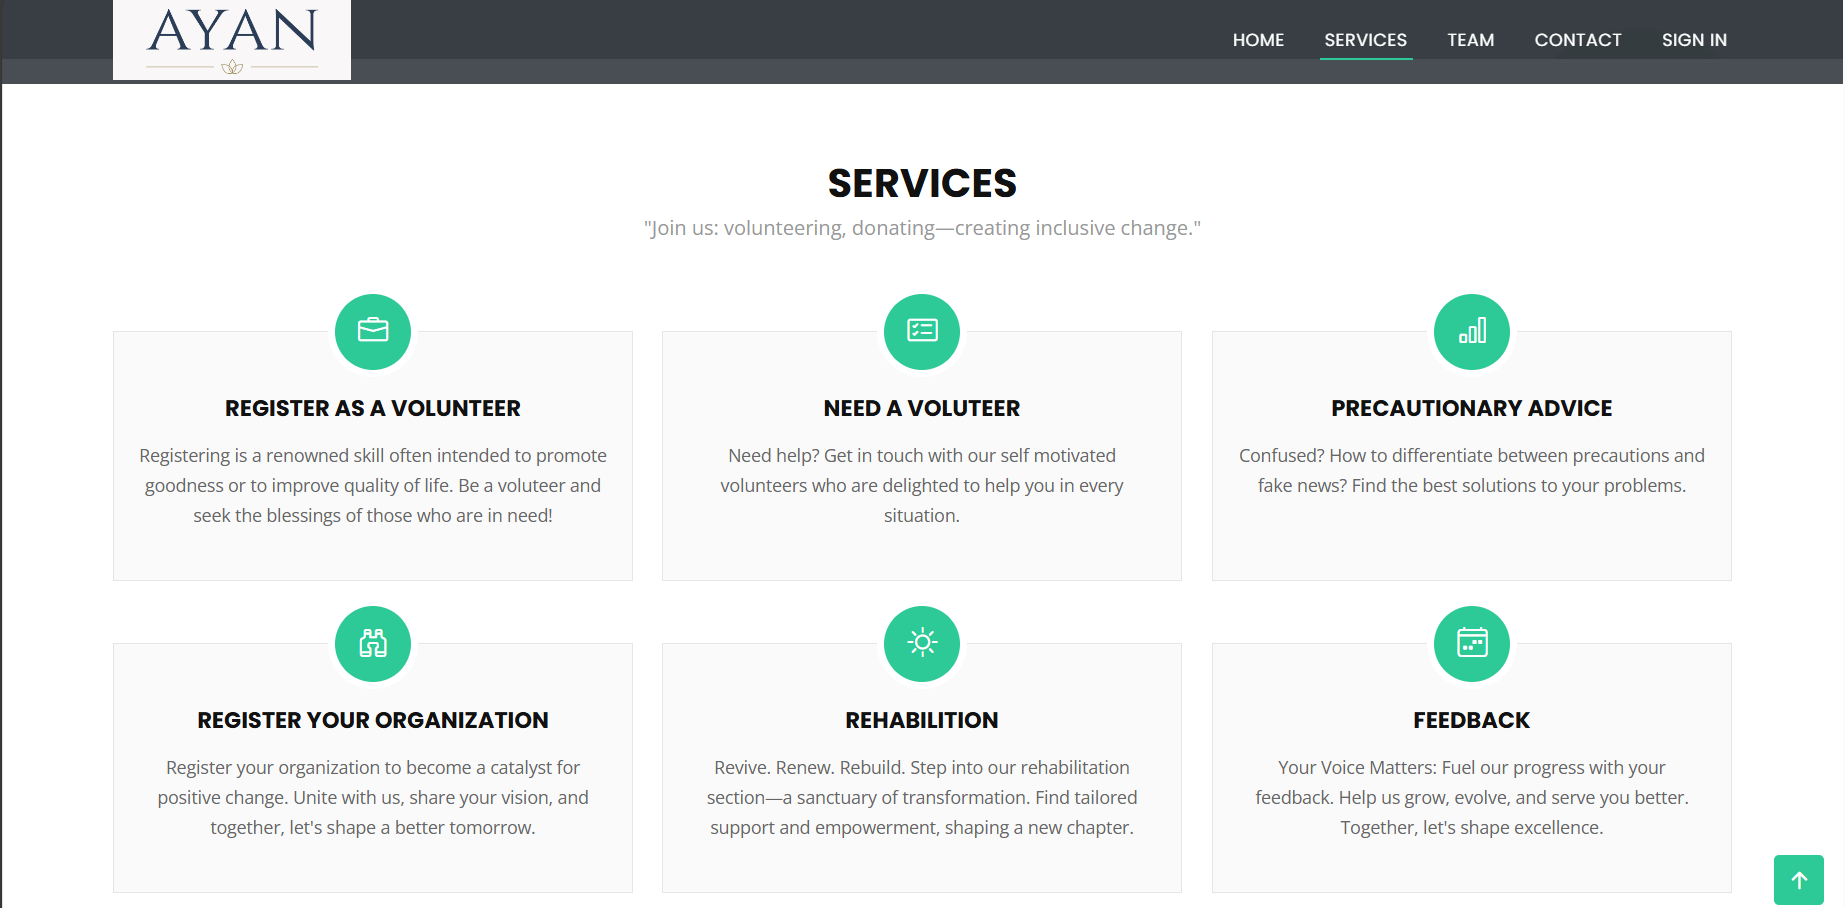 AYAN
HOME SERVICES TEAM CONTACT SIGN IN
SERVICES
"Join us: volunteering, donating—creating inclusive change."
REGISTER AS A VOLUNTEER
Registering is a renowned skill often intended to promote
goodness or to improve quality of life. Be a voluteer and
seek the blessings of those who are in need!
NEED A VOLUTEER
Need help? Get in touch with our self motivated
volunteers who are delighted to help you in every
situation.
PRECAUTIONARY ADVICE
Confused? How to differentiate between precautions and
fake news? Find the best solutions to your problems.
REGISTER YOUR ORGANIZATION
Register your organization to become a catalyst for
positive change. Unite with us, share your vision, and
together, let's shape a better tomorrow.
REHABILITION
Revive. Renew. Rebuild. Step into our rehabilitation
section—a sanctuary of transformation. Find tailored
support and empowerment, shaping a new chapter.
FEEDBACK
Your Voice Matters: Fuel our progress with your
feedback. Help us grow, evolve, and serve you better.
Together, let's shape excellence.